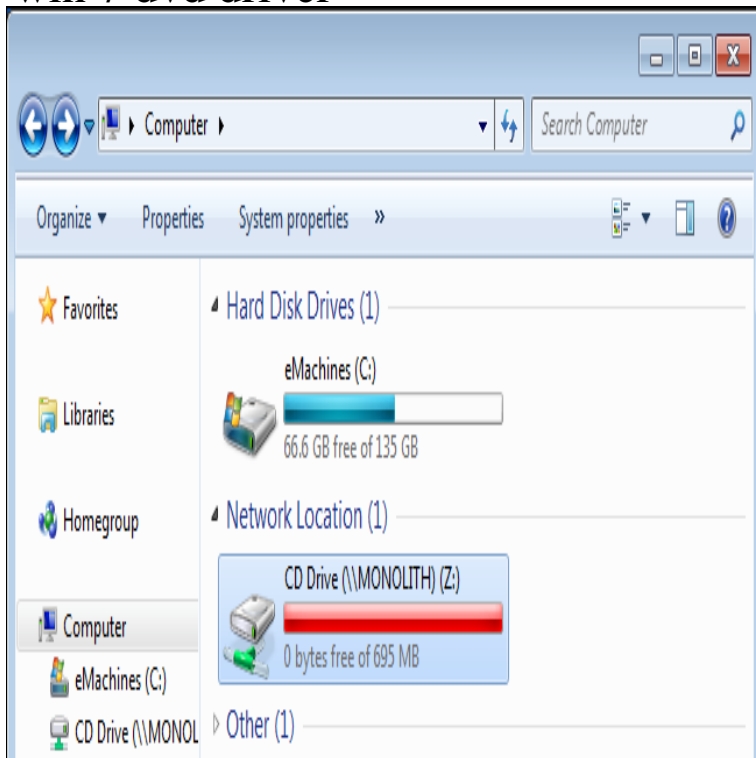 Computer
Search Computer
Organize Properties System properties »
Favorites
Libraries
Homegroup
Computer
eMachines (C:)
CD Drive (\\MONOL
Hard Disk Drives (1)
eMachines (C:)
66.6 GB free of 135 GB
Network Location (1)
CD Drive (\\MONOLITH) (Z:)
0 bytes free of 695 MB
Other (1)